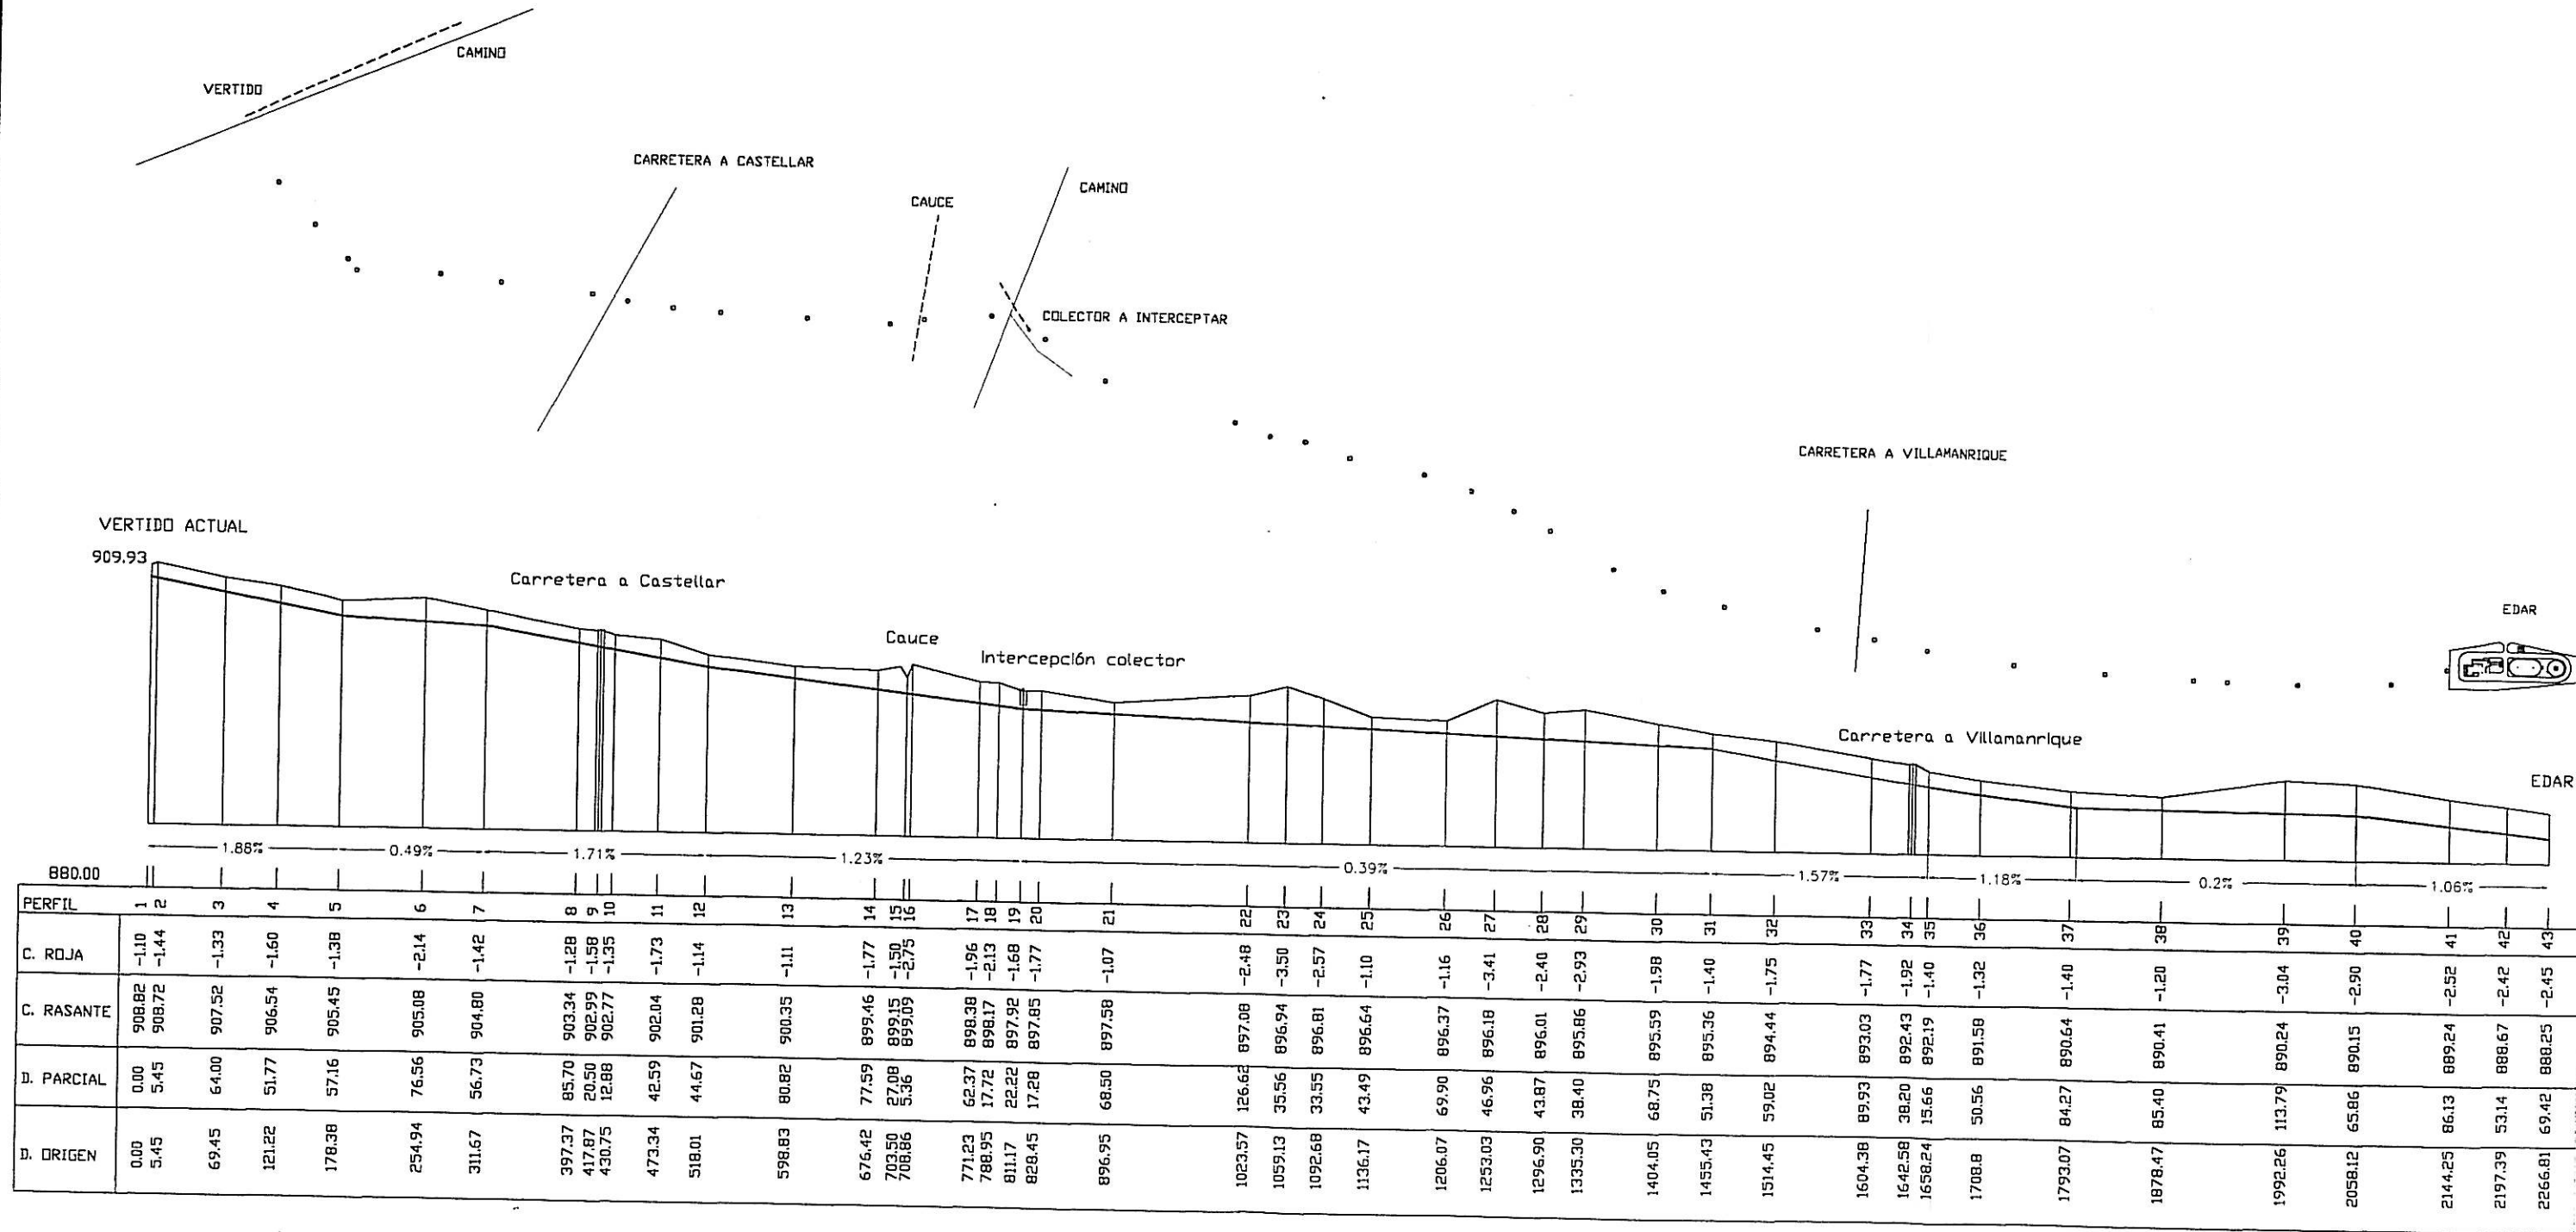 CAMINO
VERTIDO
CARRETERA A CASTELLAR
CAMINO
CAUCE
COLECTOR A INTERCEPTAR
CARRETERA A VILLAMANRIQUE
EDAR
VERTIDO ACTUAL
909.93
Carretera a Castellar
Cauce
Intercepción colector
Carretera a Villamanrique
EDAR
1.88% 0.49% 1.71% 1.23% 0.39% 1.57% 1.18% 0.2% 1.06%
880.00
PERFIL 1 2 3 4 5 6 7 8 9 10 11 12 13 14 15 16 17 18 19 20 21 22 23 24 25 26 27 28 29 30 31 32 33 34 35 36 37 38 39 40 41 42 43
C. ROJA -1.10 -1.44 -1.33 -1.60 -1.38 -2.14 -1.42 -1.28 -1.58 -1.35 -1.73 -1.14 -1.11 -1.77 -1.50 -2.75 -1.96 -2.13 -1.68 -1.77 -1.07 -2.48 -3.50 -2.57 -1.10 -1.16 -3.41 -2.40 -2.93 -1.98 -1.40 -1.75 -1.77 -1.92 -1.40 -1.32 -1.40 -1.20 -3.04 -2.90 -2.52 -2.42 -2.45
C. RASANTE 908.82 908.72 907.52 906.54 905.45 905.08 904.80 903.34 902.99 902.77 902.04 901.28 900.35 899.46 899.15 899.09 898.38 898.17 897.92 897.85 897.58 897.08 896.94 896.81 896.64 896.37 896.18 896.01 895.86 895.59 895.36 894.44 893.03 892.43 892.19 891.58 890.64 890.41 890.24 890.15 889.24 888.67 888.25
D. PARCIAL 0.00 5.45 64.00 51.77 57.16 76.56 56.73 85.70 20.50 12.88 42.59 44.67 80.82 77.59 27.08 5.36 62.37 17.72 22.22 17.28 68.50 126.62 35.56 33.55 43.49 69.90 46.96 43.87 38.40 68.75 51.38 59.02 89.93 38.20 15.66 50.56 84.27 85.40 113.79 65.86 86.13 53.14 69.42
D. ORIGEN 0.00 5.45 69.45 121.22 178.38 254.94 311.67 397.37 417.87 430.75 473.34 518.01 598.83 676.42 703.50 708.86 771.23 788.95 811.17 828.45 896.95 1023.57 1059.13 1092.68 1136.17 1206.07 1253.03 1296.90 1335.30 1404.05 1455.43 1514.45 1604.38 1642.58 1658.24 1708.8 1793.07 1878.47 1992.26 2058.12 2144.25 2197.39 2266.81